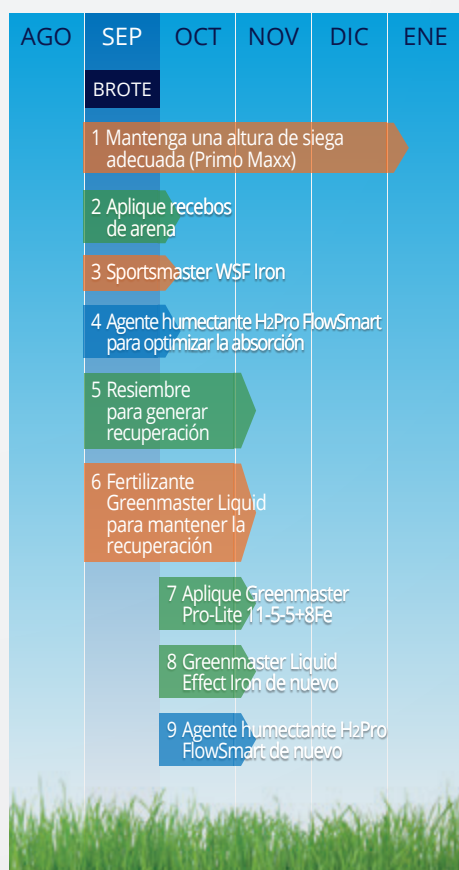 AGO SEP OCT NOV DIC ENE
BROTE
1 Mantenga una altura de siega
adecuada (Primo Maxx)
2 Aplique recebos
de arena
3 Sportsmaster WSF Iron
4 Agente humectante H2Pro FlowSmart
para optimizar la absorción
5 Resiembre
para generar
recuperación
6 Fertilizante
Greenmaster Liquid
para mantener la
recuperación
7 Aplique Greenmaster
Pro-Lite 11-5-5+8Fe
8 Greenmaster Liquid
Effect Iron de nuevo
9 Agente humectante H2Pro
FlowSmart de nuevo